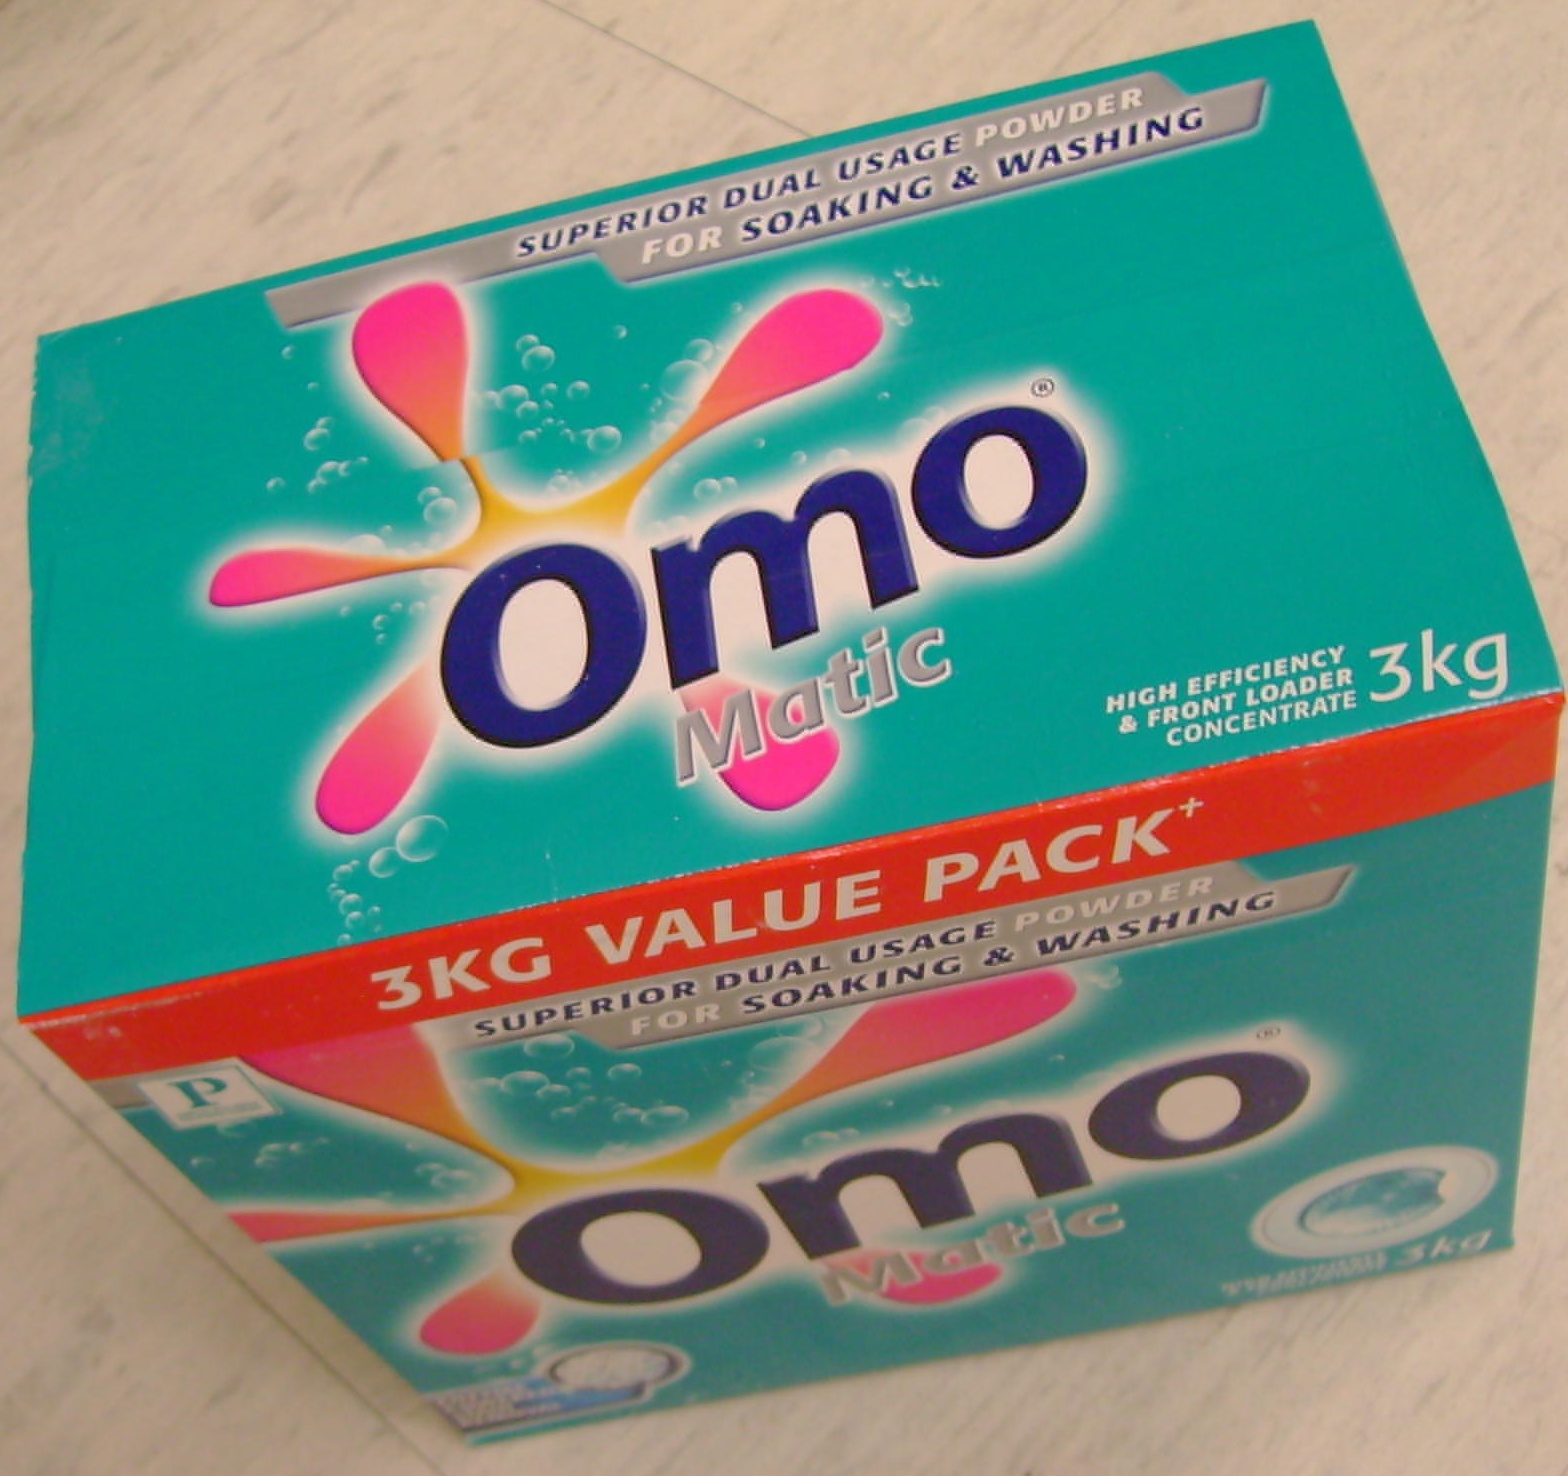 SUPERIOR DUAL USAGE POWDER
FOR SOAKING & WASHING
Omo®
Matic
HIGH EFFICIENCY
& FRONT LOADER
CONCENTRATE
3kg
3KG VALUE PACK+
SUPERIOR DUAL USAGE POWDER
FOR SOAKING & WASHING
P
Omo®
Matic
3kg